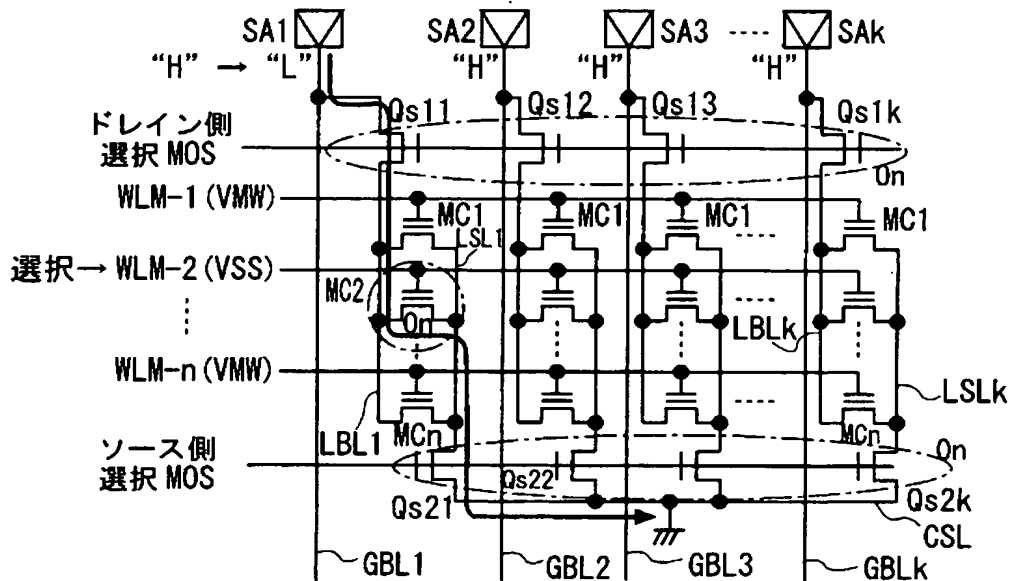 SA1 SA2 SA3 SAk
“H” → “L” “H” “H” “H”
Qs11 Qs12 Qs13 Qs1k
ドレイン側
選択 MOS
On
WLM-1 (VMW)
MC1 MC1 MC1 MC1
LSL1
選択→ WLM-2 (VSS)
MC2
On
LBLk
WLM-n (VMW)
LSLk
LBL1
MCn MCn
ソース側
選択 MOS
On
Qs22
Qs21 Qs2k
CSL
GBL1 GBL2 GBL3 GBLk